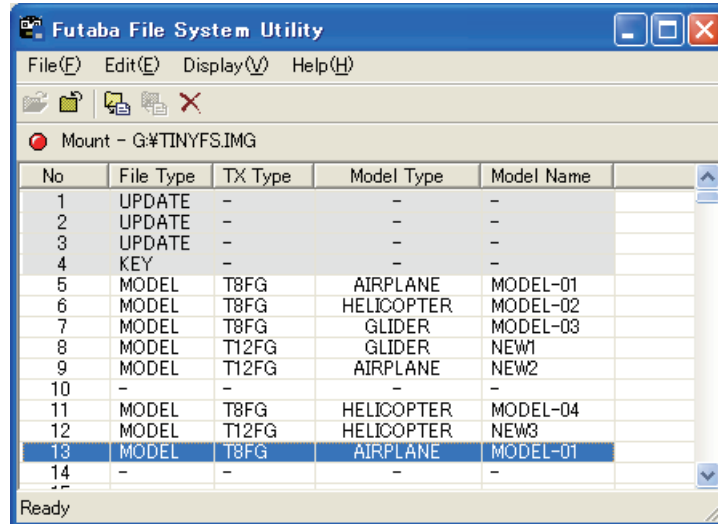 Futaba File System Utility
File(F) Edit(E) Display(V) Help(H)
Mount - G:¥TINYFS.IMG
No File Type TX Type Model Type Model Name
1 UPDATE - - -
2 UPDATE - - -
3 UPDATE - - -
4 KEY - - -
5 MODEL T8FG AIRPLANE MODEL-01
6 MODEL T8FG HELICOPTER MODEL-02
7 MODEL T8FG GLIDER MODEL-03
8 MODEL T12FG GLIDER NEW1
9 MODEL T12FG AIRPLANE NEW2
10 - - - -
11 MODEL T8FG HELICOPTER MODEL-04
12 MODEL T12FG HELICOPTER NEW3
13 MODEL T8FG AIRPLANE MODEL-01
14 - - - -
Ready